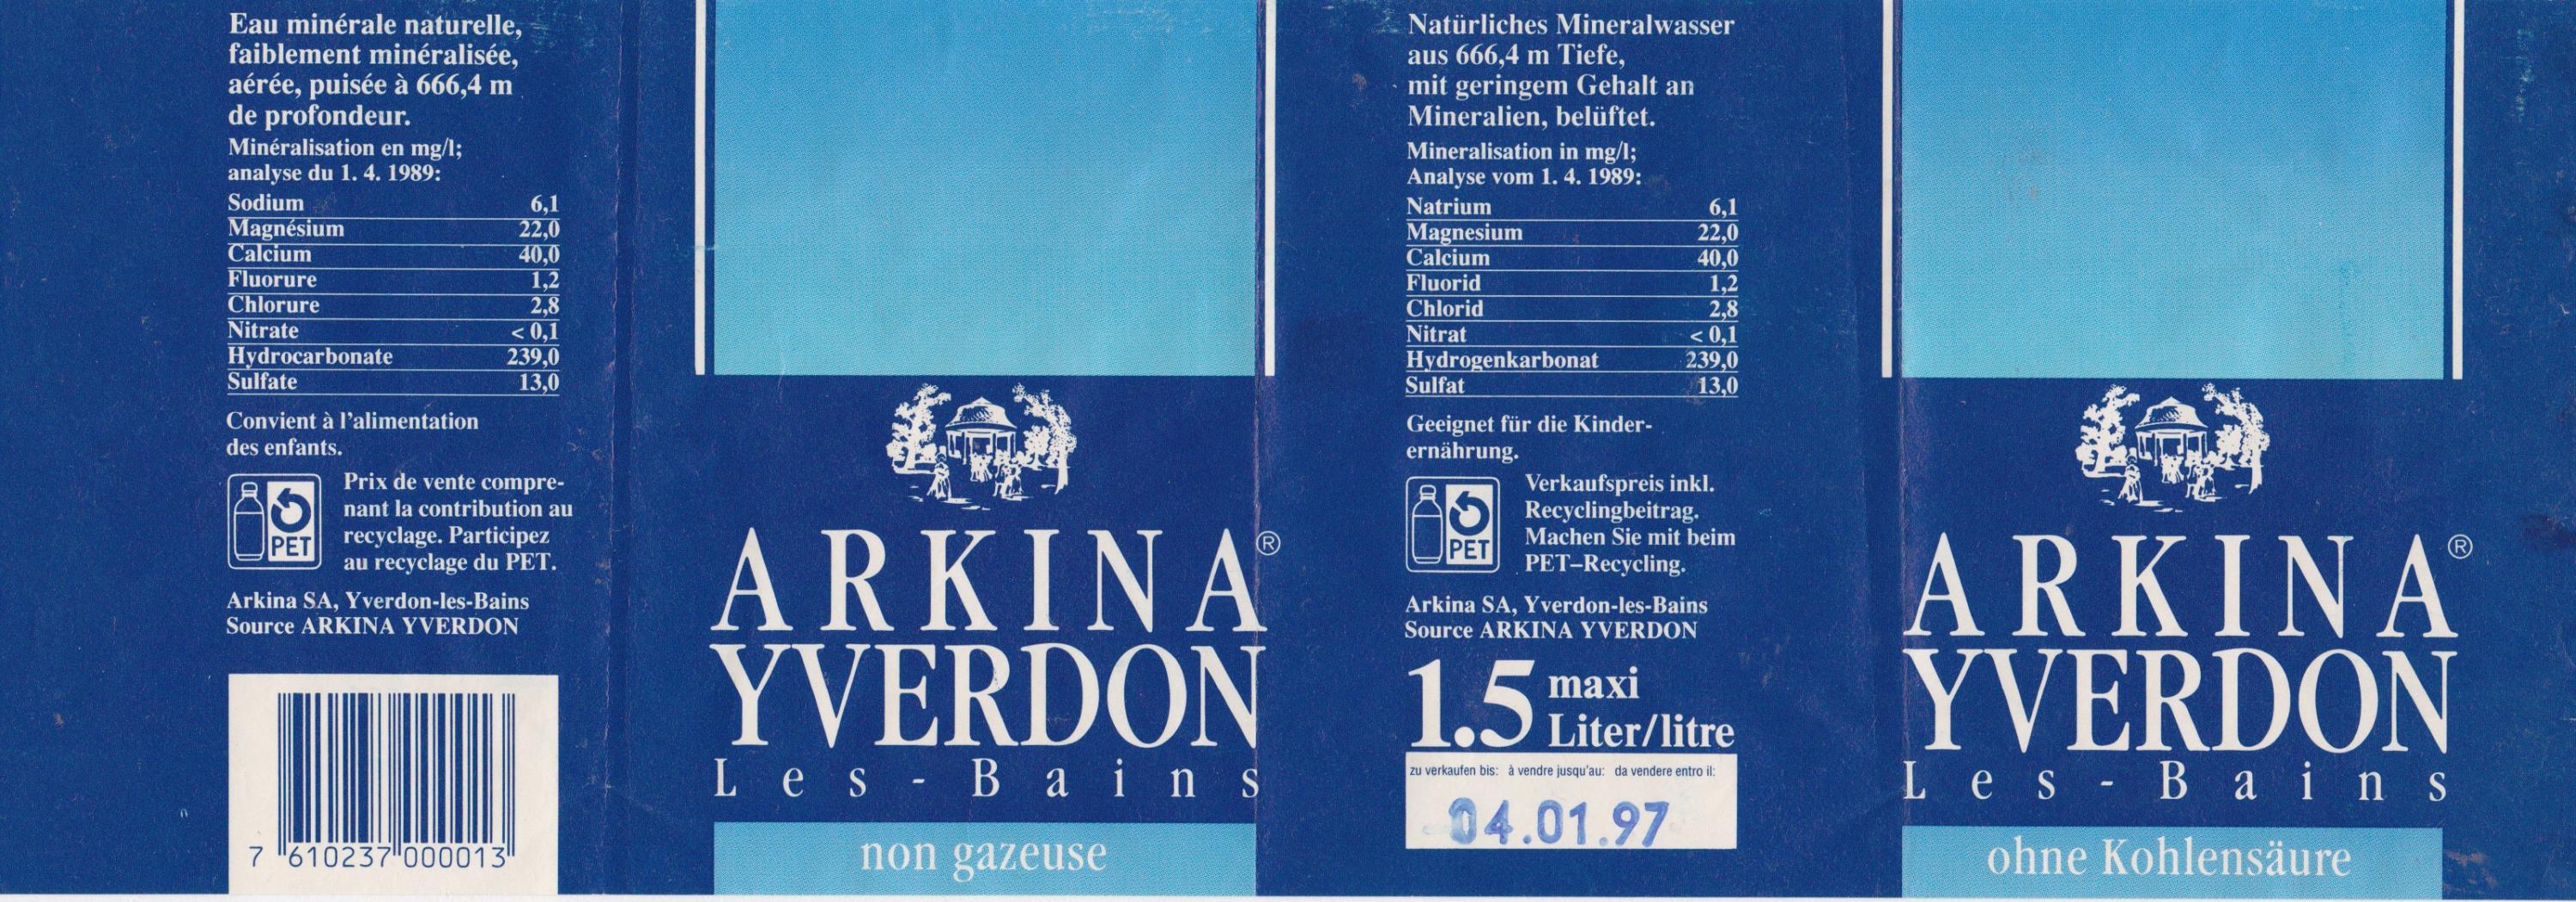 Eau minérale naturelle,
faiblement minéralisée,
aérée, puisée à 666,4 m
de profondeur.
Minéralisation en mg/l;
analyse du 1. 4. 1989:
Sodium 6,1
Magnésium 22,0
Calcium 40,0
Fluorure 1,2
Chlorure 2,8
Nitrate < 0,1
Hydrocarbonate 239,0
Sulfate 13,0
Convient à l’alimentation
des enfants.
PET
Prix de vente compre-
nant la contribution au
recyclage. Participez
au recyclage du PET.
Arkina SA, Yverdon-les-Bains
Source ARKINA YVERDON
7 610237 000013
ARKINA®
YVERDON
Les-Bains
non gazeuse
Natürliches Mineralwasser
aus 666,4 m Tiefe,
mit geringem Gehalt an
Mineralien, belüftet.
Mineralisation in mg/l;
Analyse vom 1. 4. 1989:
Natrium 6,1
Magnesium 22,0
Calcium 40,0
Fluorid 1,2
Chlorid 2,8
Nitrat < 0,1
Hydrogenkarbonat 239,0
Sulfat 13,0
Geeignet für die Kinder-
ernährung.
PET
Verkaufspreis inkl.
Recyclingbeitrag.
Machen Sie mit beim
PET–Recycling.
Arkina SA, Yverdon-les-Bains
Source ARKINA YVERDON
1.5 maxi
Liter/litre
zu verkaufen bis: à vendre jusqu'au: da vendere entro il:
04.01.97
ARKINA®
YVERDON
Les-Bains
ohne Kohlensäure